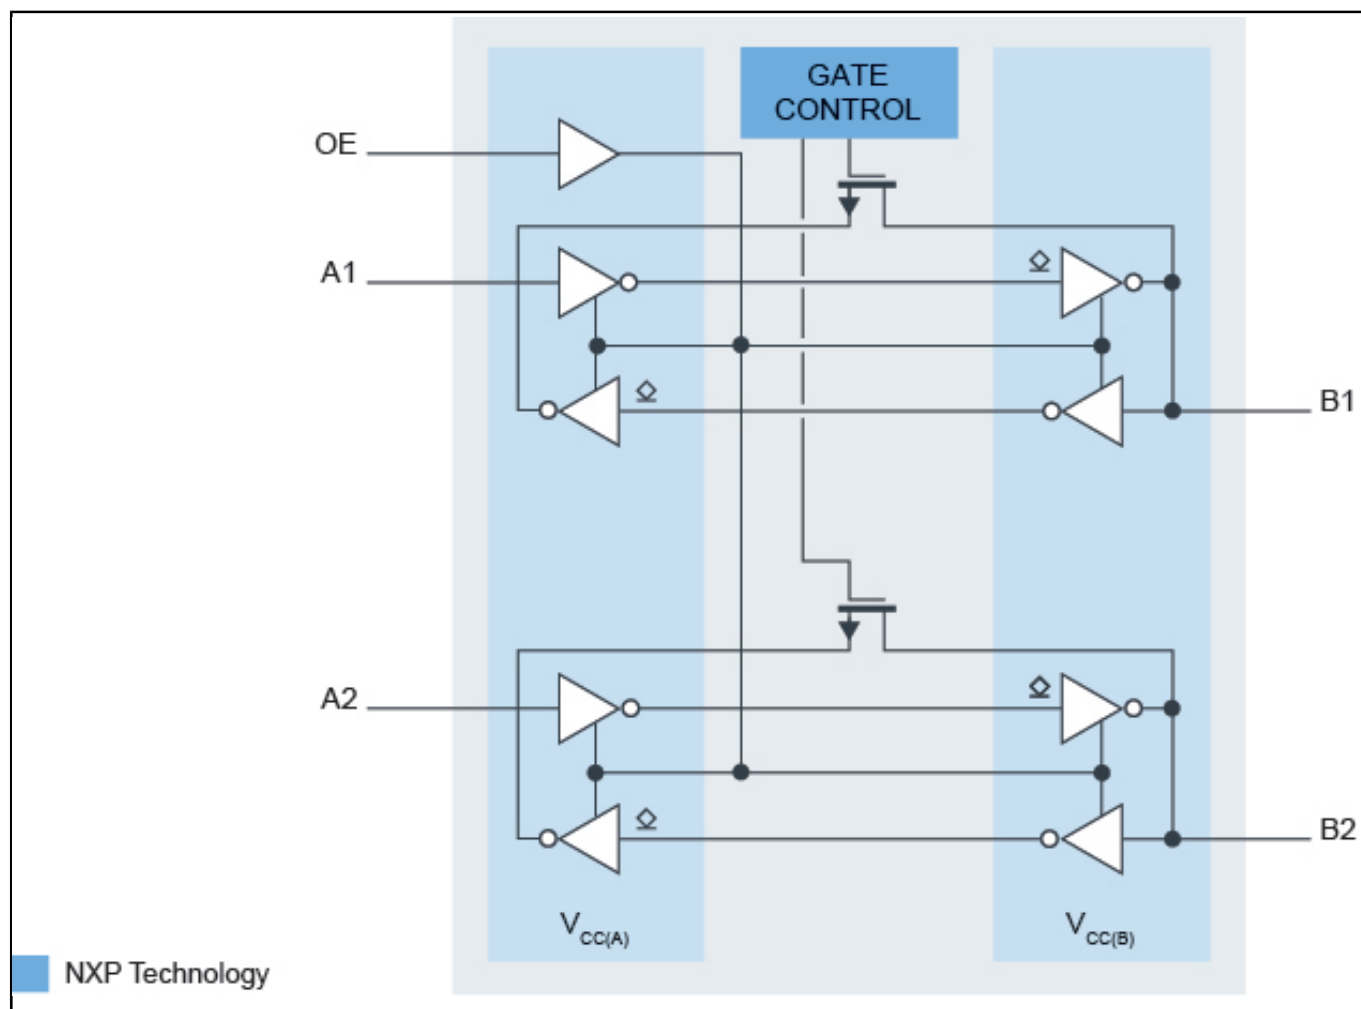 GATE
CONTROL
OE
A1
B1
A2
B2
VCC(A)
VCC(B)
NXP Technology